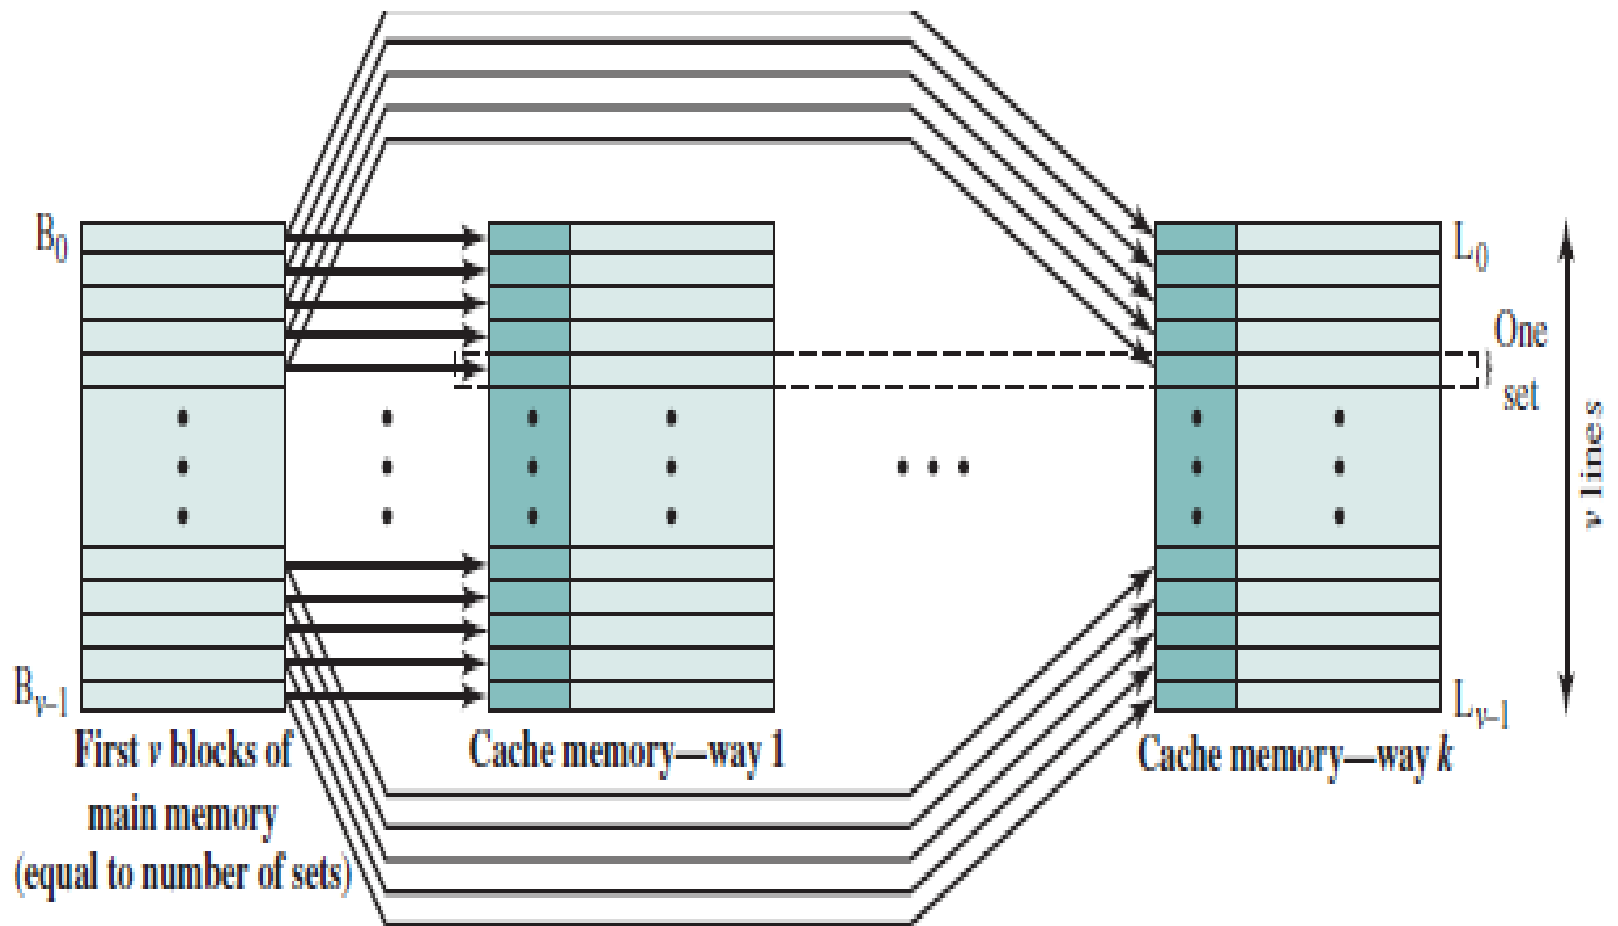 B0
L0
One
set
v lines
Bv–1
Lv–1
First v blocks of
main memory
(equal to number of sets)
Cache memory—way 1
Cache memory—way k